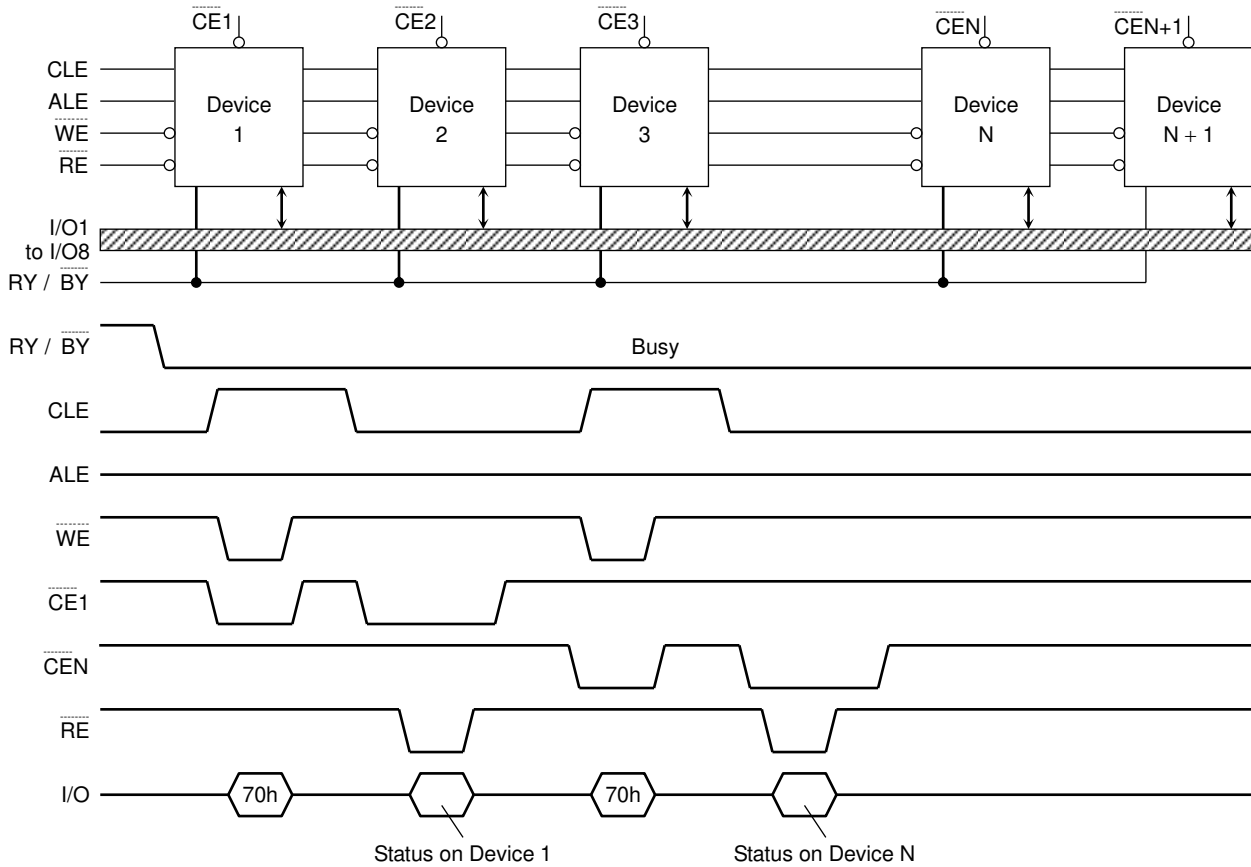 CE1 CE2 CE3 CEN CEN+1
CLE
ALE
WE
RE
Device 1
Device 2
Device 3
Device N
Device N + 1
I/O1
to I/O8
RY / BY
RY / BY Busy
CLE
ALE
WE
CE1
CEN
RE
I/O 70h 70h
Status on Device 1 Status on Device N